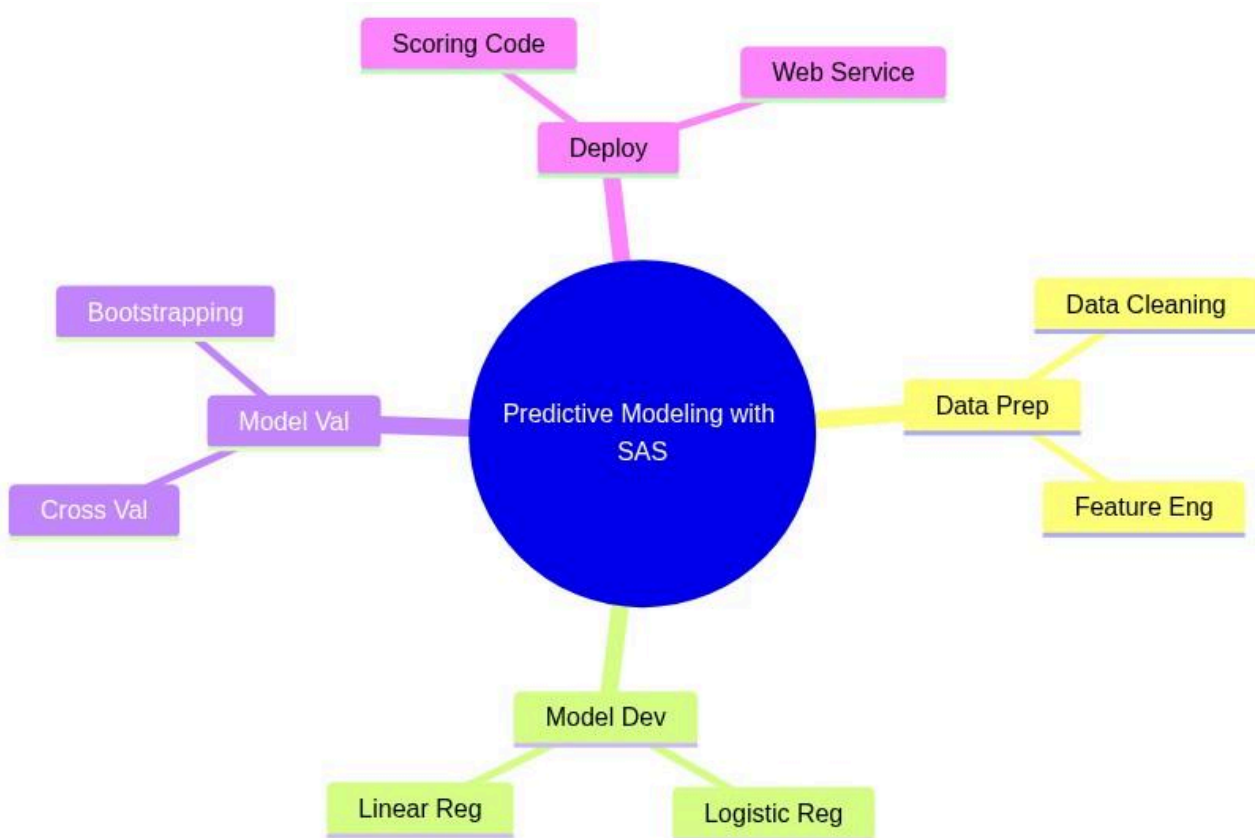 Scoring Code
Web Service
Deploy
Bootstrapping
Data Cleaning
Model Val
Predictive Modeling with
SAS
Data Prep
Cross Val
Feature Eng
Model Dev
Linear Reg
Logistic Reg